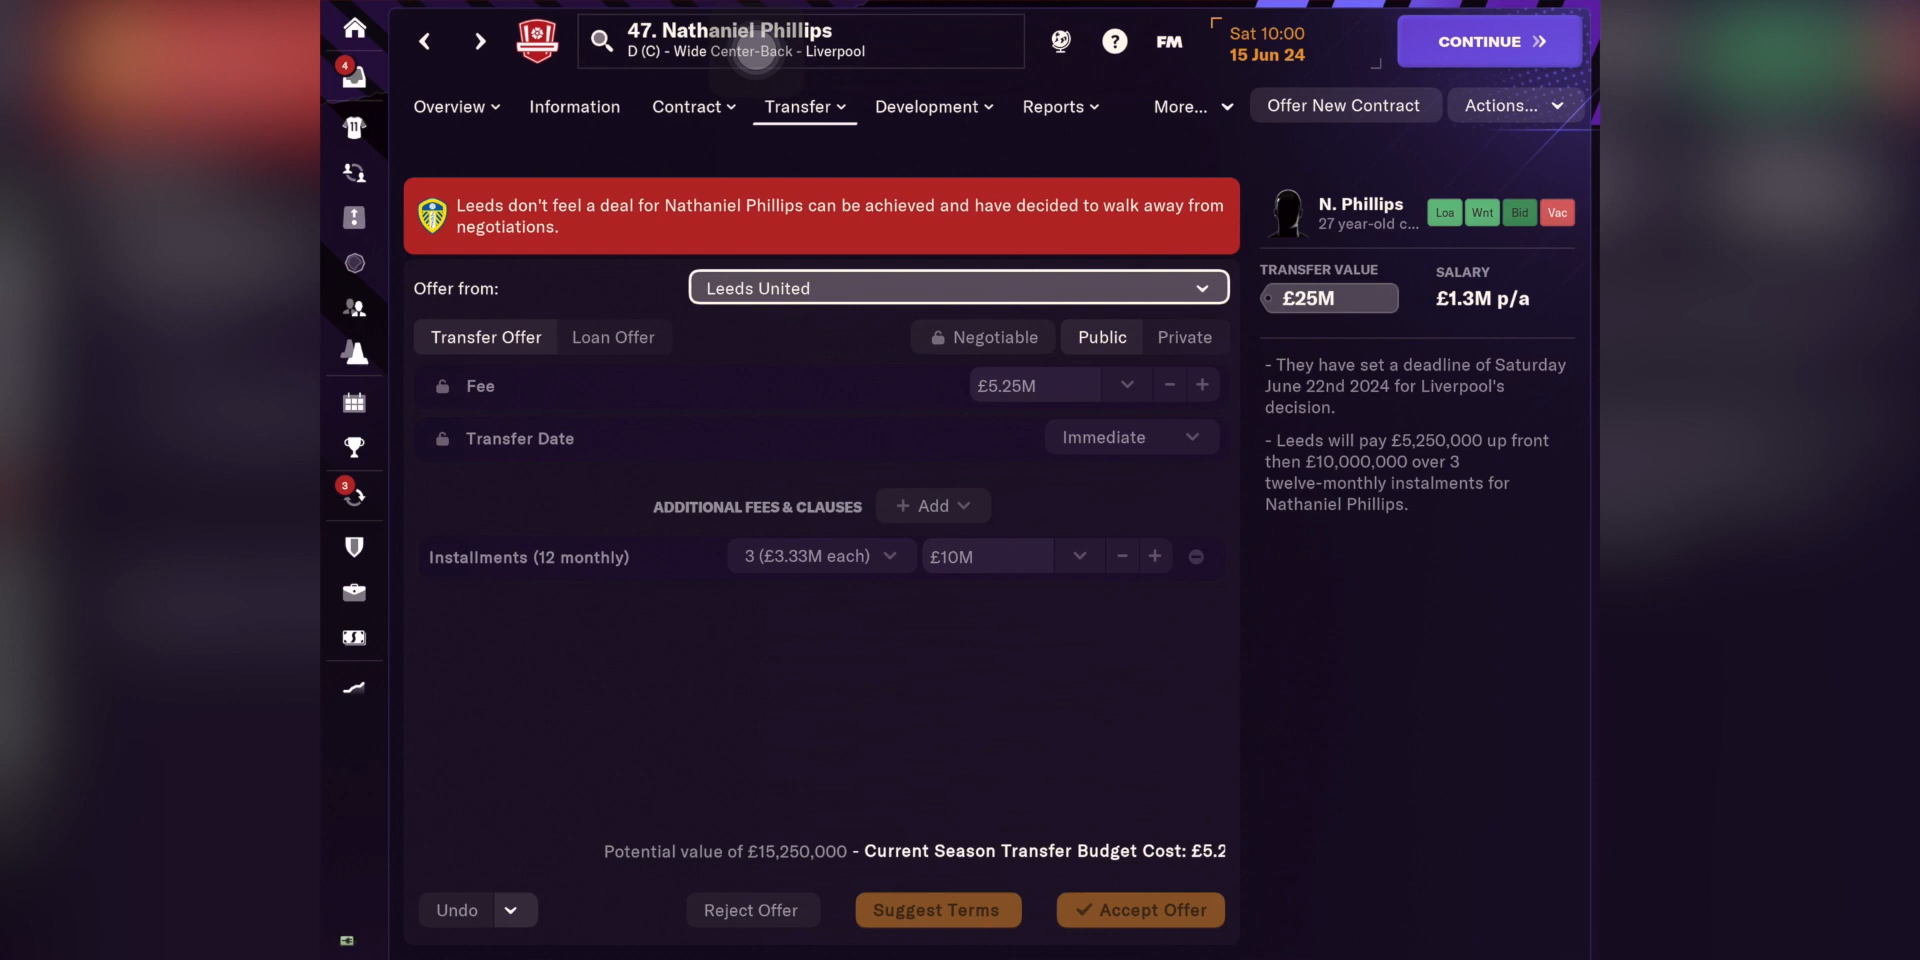 47. Nathaniel Phillips
D (C) - Wide Center-Back - Liverpool
?
FM
Sat 10:00
15 Jun 24
CONTINUE
4
11
Overview
Information
Contract
Transfer
Development
Reports
More...
Offer New Contract
Actions...
Leeds don't feel a deal for Nathaniel Phillips can be achieved and have decided to walk away from
negotiations.
Offer from:
Leeds United
Transfer Offer
Loan Offer
Negotiable
Public
Private
Fee
£5.25M
Transfer Date
Immediate
ADDITIONAL FEES & CLAUSES
+ Add
Installments (12 monthly)
3 (£3.33M each)
£10M
3
Potential value of £15,250,000 - Current Season Transfer Budget Cost: £5.2
Undo
Reject Offer
Suggest Terms
Accept Offer
N. Phillips
27 year-old c...
Loa
Wnt
Bid
Vac
TRANSFER VALUE
£25M
SALARY
£1.3M p/a
- They have set a deadline of Saturday
June 22nd 2024 for Liverpool's
decision.
- Leeds will pay £5,250,000 up front
then £10,000,000 over 3
twelve-monthly instalments for
Nathaniel Phillips.